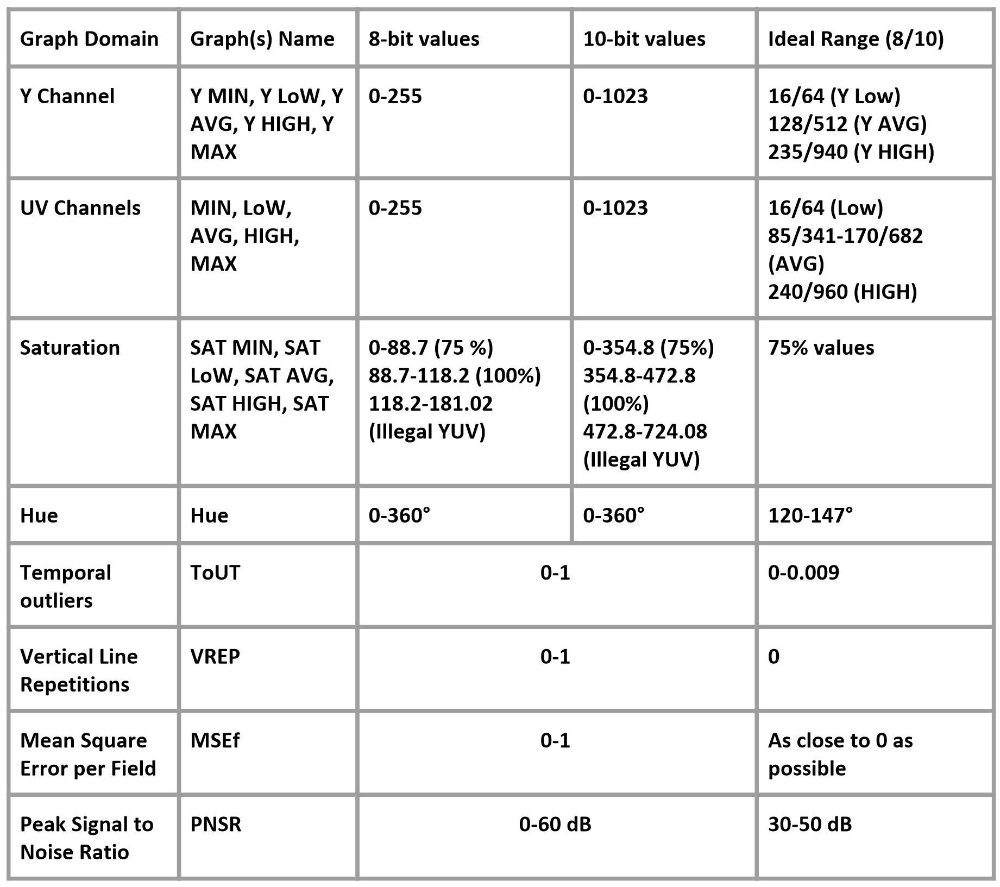 Graph Domain
Graph(s) Name
8-bit values
10-bit values
Ideal Range (8/10)
Y Channel
Y MIN, Y LoW, Y
AVG, Y HIGH, Y
MAX
0-255
0-1023
16/64 (Y Low)
128/512 (Y AVG)
235/940 (Y HIGH)
UV Channels
MIN, LoW,
AVG, HIGH,
MAX
0-255
0-1023
16/64 (Low)
85/341-170/682
(AVG)
240/960 (HIGH)
Saturation
SAT MIN, SAT
LoW, SAT AVG,
SAT HIGH, SAT
MAX
0-88.7 (75 %)
88.7-118.2 (100%)
118.2-181.02
(Illegal YUV)
0-354.8 (75%)
354.8-472.8
(100%)
472.8-724.08
(Illegal YUV)
75% values
Hue
Hue
0-360°
0-360°
120-147°
Temporal
outliers
ToUT
0-1
0-0.009
Vertical Line
Repetitions
VREP
0-1
0
Mean Square
Error per Field
MSEf
0-1
As close to 0 as
possible
Peak Signal to
Noise Ratio
PNSR
0-60 dB
30-50 dB